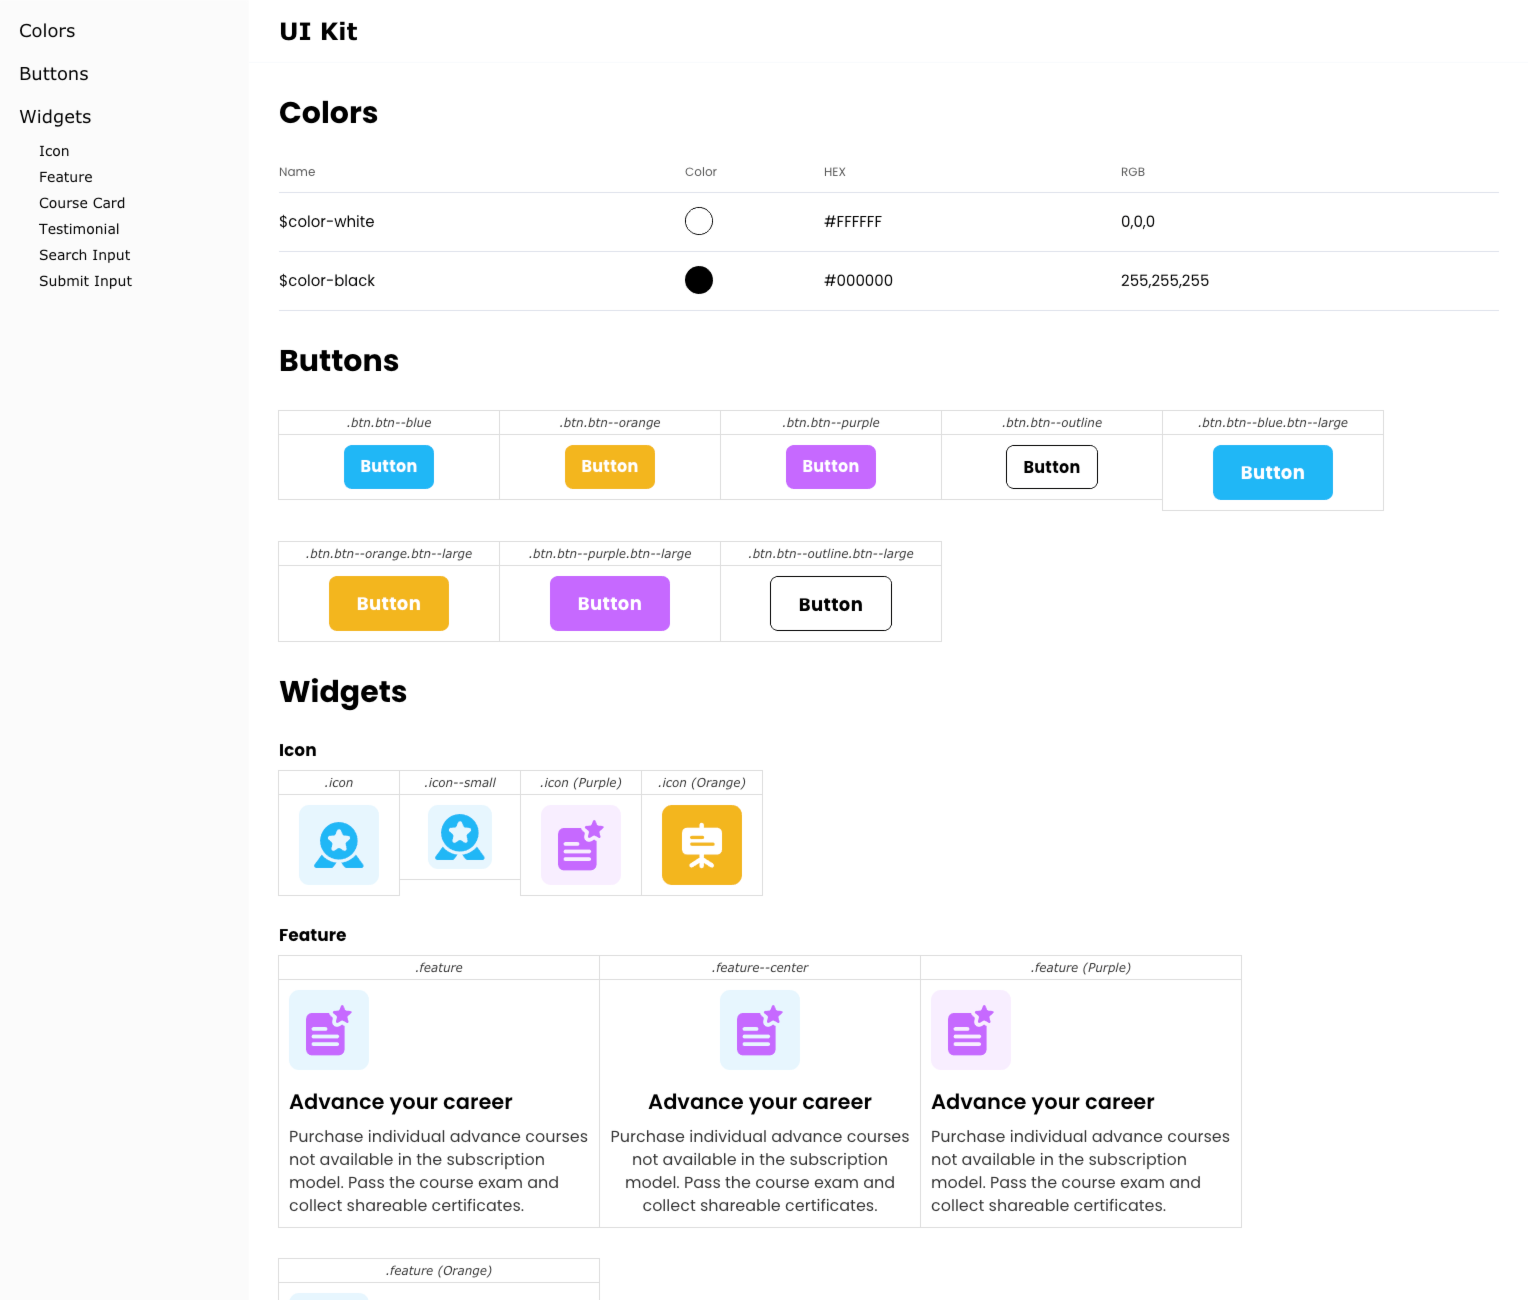 Colors
Buttons
Widgets
Icon
Feature
Course Card
Testimonial
Search Input
Submit Input
UI Kit
Colors
Name Color HEX RGB
$color-white #FFFFFF 0,0,0
$color-black #000000 255,255,255
Buttons
.btn.btn--blue .btn.btn--orange .btn.btn--purple .btn.btn--outline .btn.btn--blue.btn--large
Button Button Button Button Button
.btn.btn--orange.btn--large .btn.btn--purple.btn--large .btn.btn--outline.btn--large
Button Button Button
Widgets
Icon
.icon .icon--small .icon (Purple) .icon (Orange)
Feature
.feature .feature--center .feature (Purple)
Advance your career
Purchase individual advance courses
not available in the subscription
model. Pass the course exam and
collect shareable certificates.
Advance your career
Purchase individual advance courses
not available in the subscription
model. Pass the course exam and
collect shareable certificates.
Advance your career
Purchase individual advance courses
not available in the subscription
model. Pass the course exam and
collect shareable certificates.
.feature (Orange)